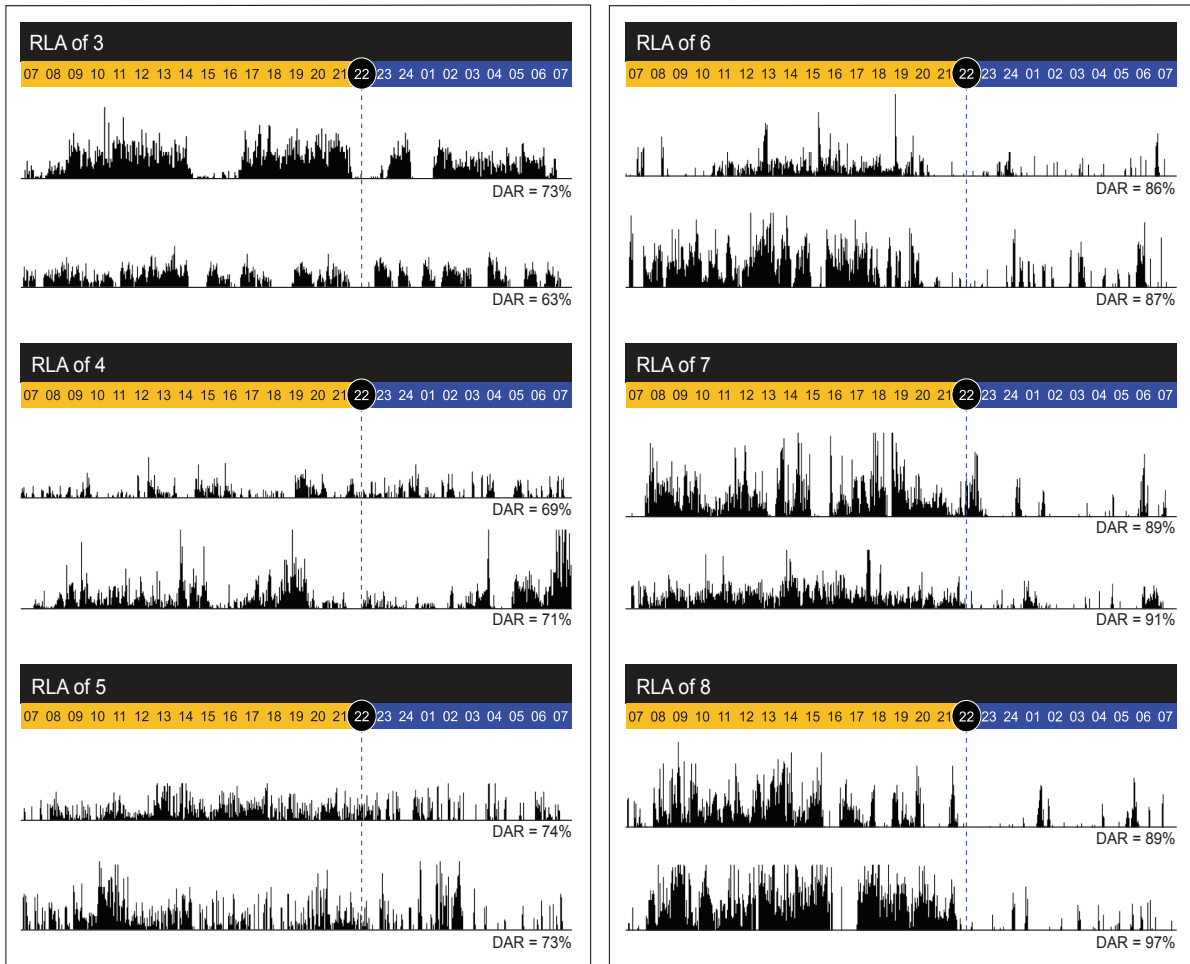 RLA of 3
07 08 09 10 11 12 13 14 15 16 17 18 19 20 21 22 23 24 01 02 03 04 05 06 07
DAR = 73%
DAR = 63%
RLA of 4
07 08 09 10 11 12 13 14 15 16 17 18 19 20 21 22 23 24 01 02 03 04 05 06 07
DAR = 69%
DAR = 71%
RLA of 5
07 08 09 10 11 12 13 14 15 16 17 18 19 20 21 22 23 24 01 02 03 04 05 06 07
DAR = 74%
DAR = 73%
RLA of 6
07 08 09 10 11 12 13 14 15 16 17 18 19 20 21 22 23 24 01 02 03 04 05 06 07
DAR = 86%
DAR = 87%
RLA of 7
07 08 09 10 11 12 13 14 15 16 17 18 19 20 21 22 23 24 01 02 03 04 05 06 07
DAR = 89%
DAR = 91%
RLA of 8
07 08 09 10 11 12 13 14 15 16 17 18 19 20 21 22 23 24 01 02 03 04 05 06 07
DAR = 89%
DAR = 97%